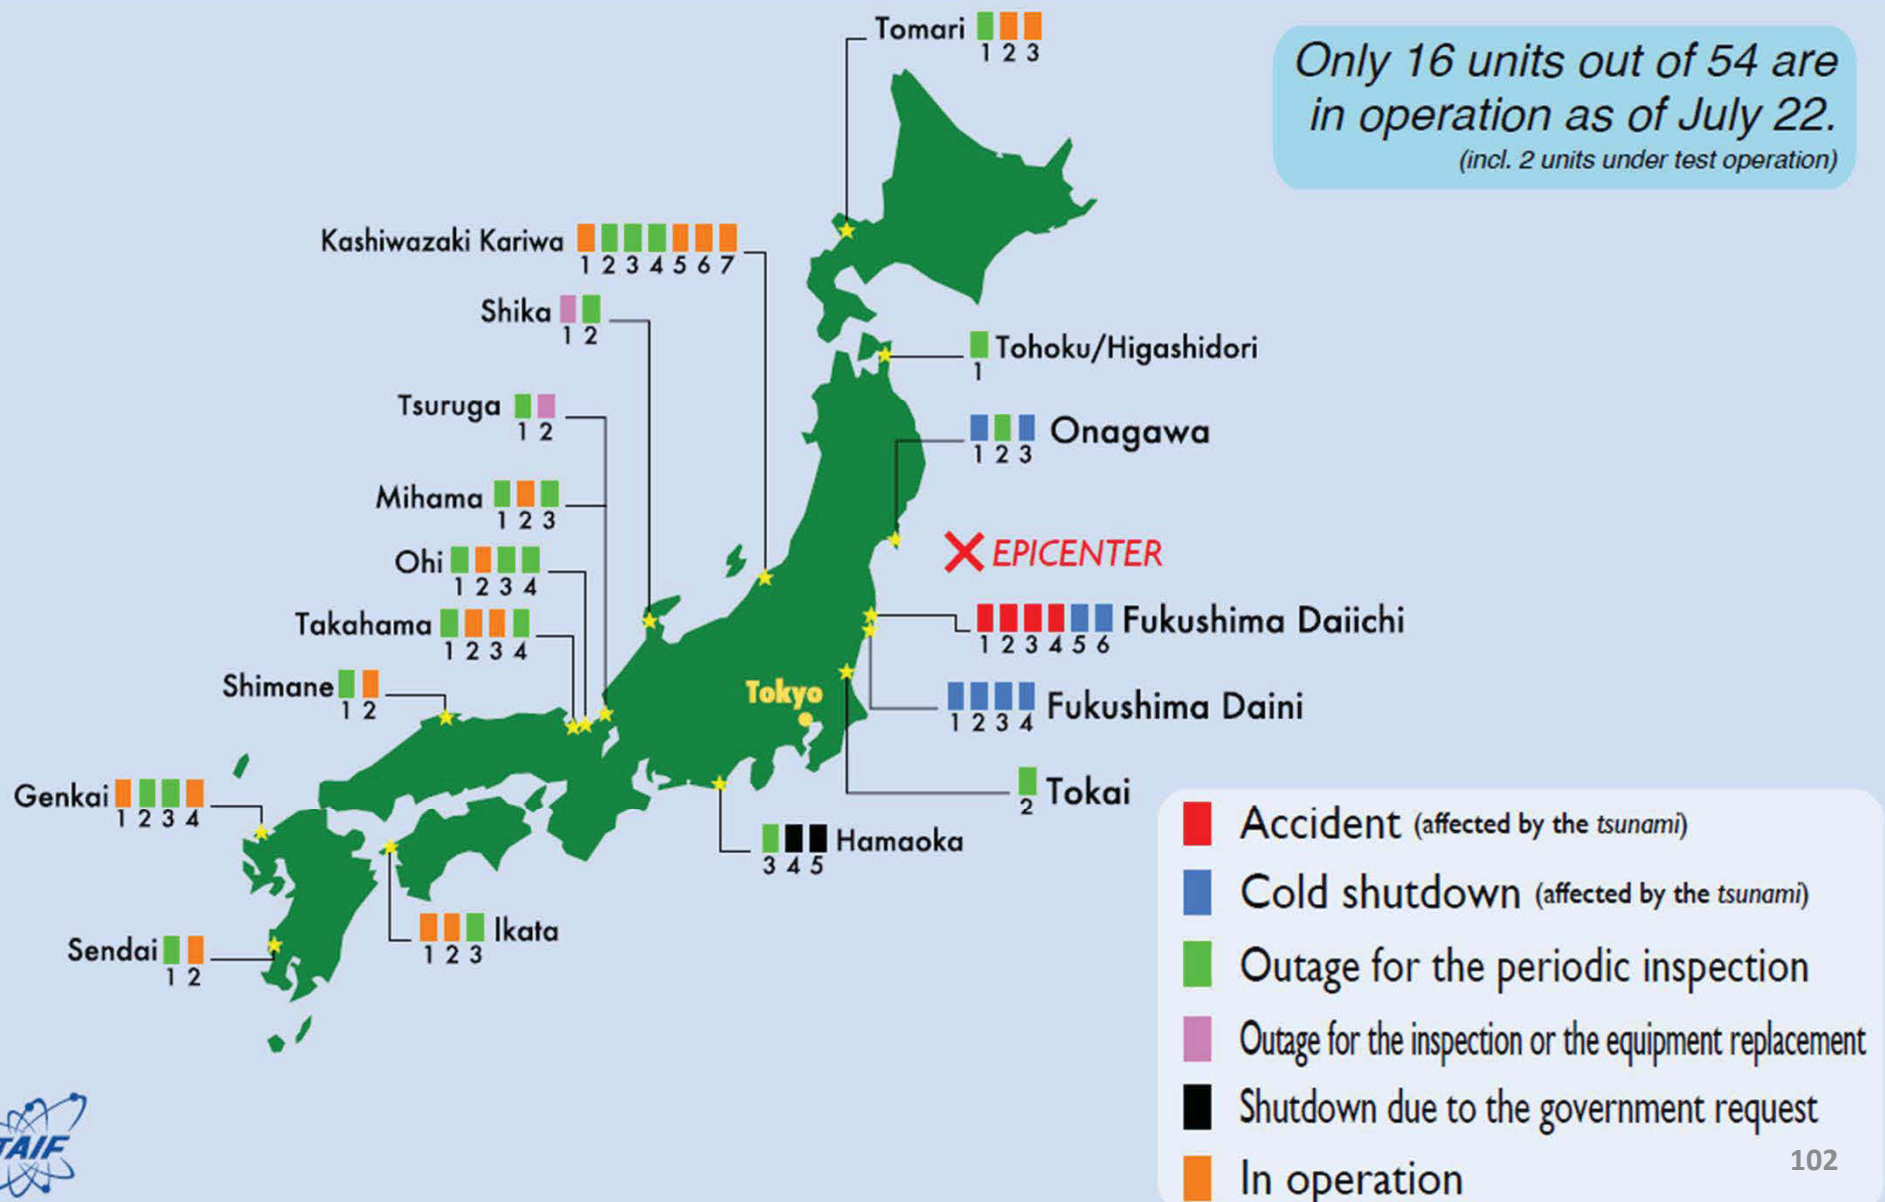 Tomari
1 2 3
Only 16 units out of 54 are
in operation as of July 22.
(incl. 2 units under test operation)
Kashiwazaki Kariwa
1 2 3 4 5 6 7
Shika
1 2
Tohoku/Higashidori
1
Tsuruga
1 2
Onagawa
1 2 3
Mihama
1 2 3
EPICENTER
Ohi
1 2 3 4
Takahama
1 2 3 4
Fukushima Daiichi
1 2 3 4 5 6
Shimane
1 2
Tokyo
Fukushima Daini
1 2 3 4
Genkai
1 2 3 4
Tokai
2
Hamaoka
3 4 5
Ikata
1 2 3
Sendai
1 2
Accident (affected by the tsunami)
Cold shutdown (affected by the tsunami)
Outage for the periodic inspection
Outage for the inspection or the equipment replacement
Shutdown due to the government request
In operation
102